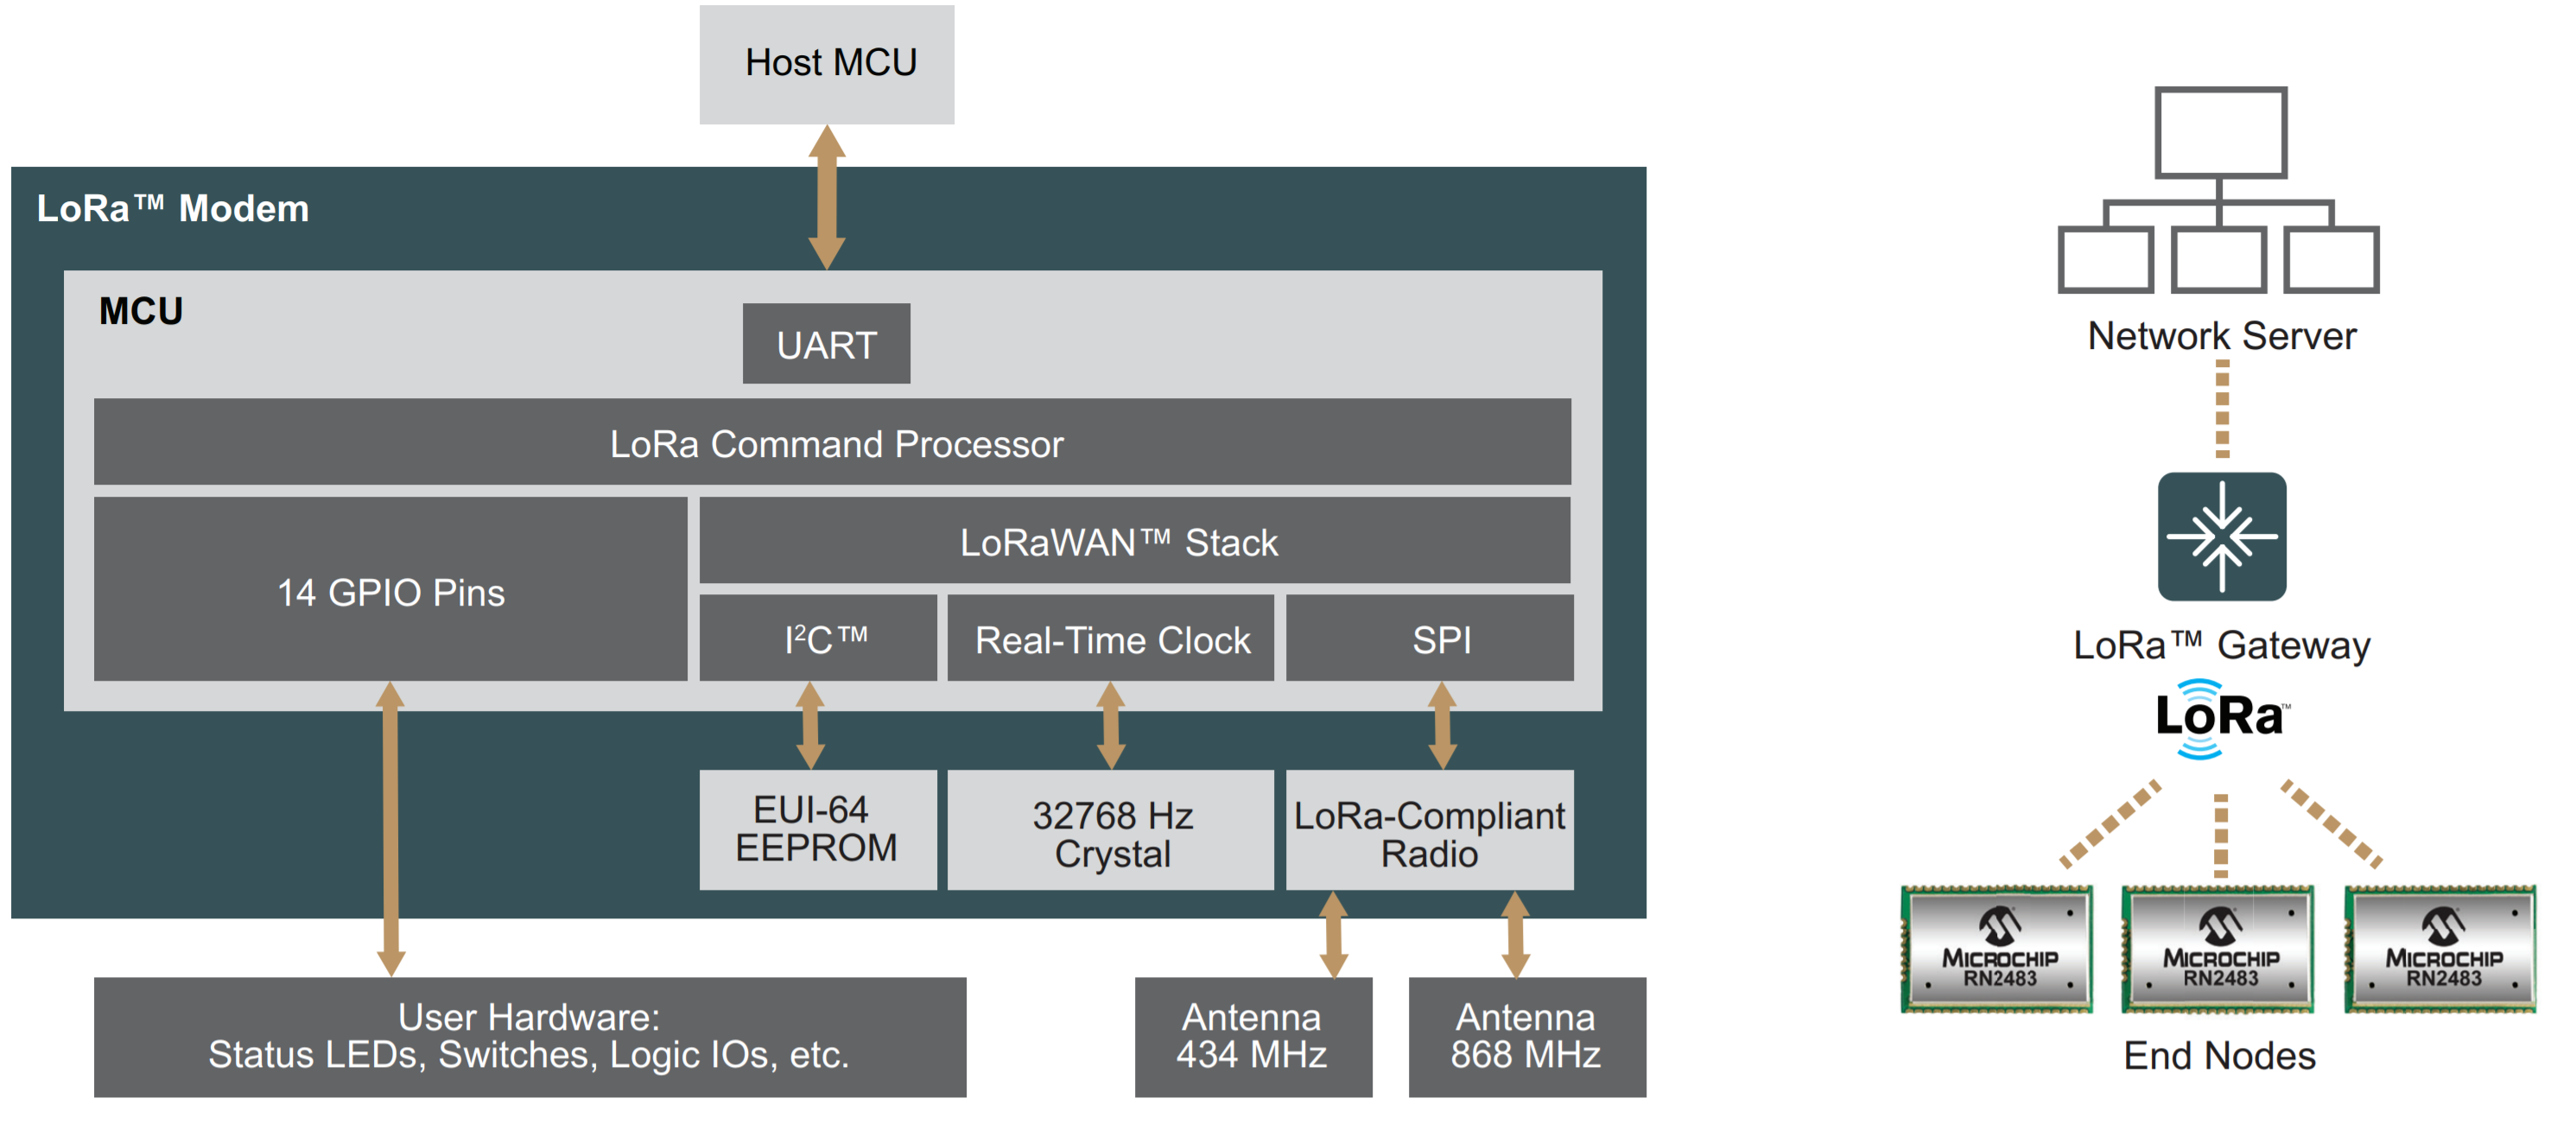 Host MCU
LoRa™ Modem
MCU
UART
LoRa Command Processor
14 GPIO Pins
LoRaWAN™ Stack
I²C™
Real-Time Clock
SPI
EUI-64
EEPROM
32768 Hz
Crystal
LoRa-Compliant
Radio
User Hardware:
Status LEDs, Switches, Logic IOs, etc.
Antenna
434 MHz
Antenna
868 MHz
Network Server
LoRa™ Gateway
LoRa™
MICROCHIP
RN2483
MICROCHIP
RN2483
MICROCHIP
RN2483
End Nodes